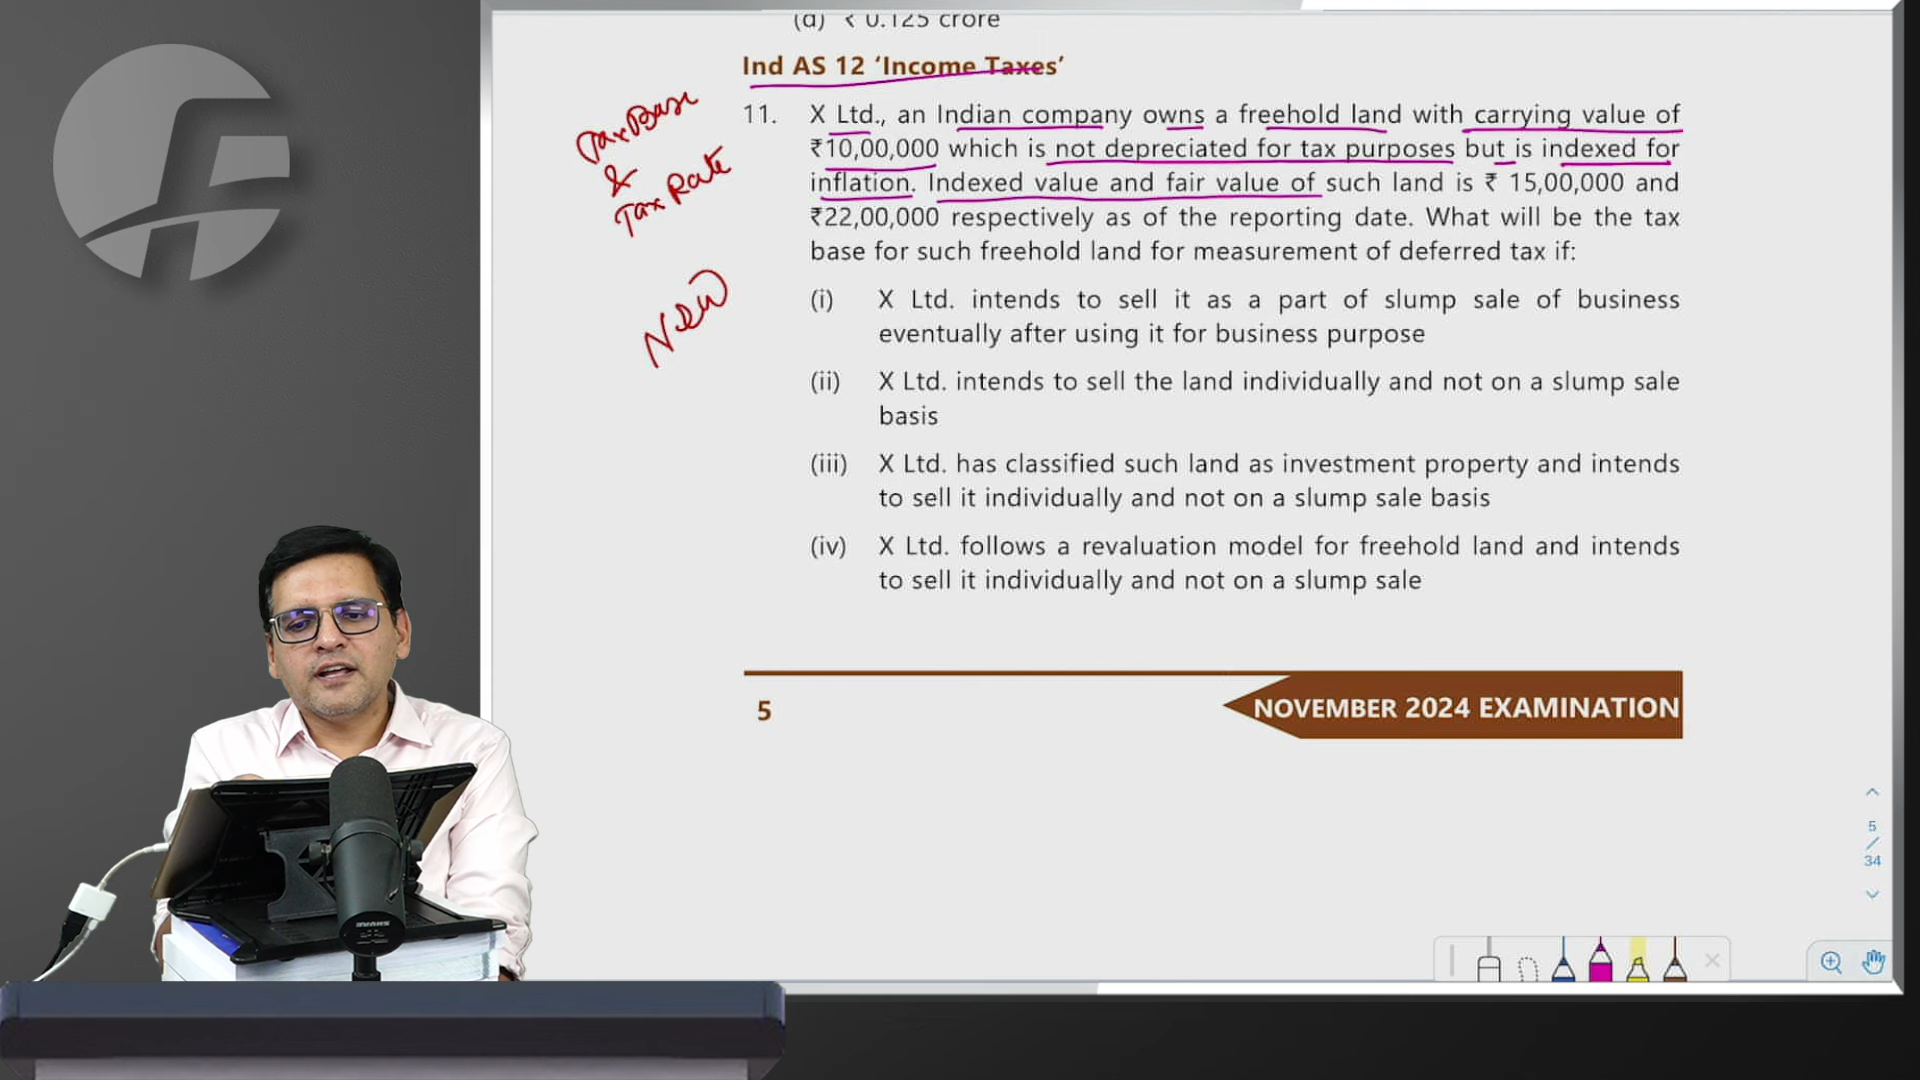 (d) ₹ 0.125 crore
Ind AS 12 ‘Income Taxes’
Tax Base
&
Tax Rate
New
11. X Ltd., an Indian company owns a freehold land with carrying value of
₹10,00,000 which is not depreciated for tax purposes but is indexed for
inflation. Indexed value and fair value of such land is ₹ 15,00,000 and
₹22,00,000 respectively as of the reporting date. What will be the tax
base for such freehold land for measurement of deferred tax if:
(i) X Ltd. intends to sell it as a part of slump sale of business
eventually after using it for business purpose
(ii) X Ltd. intends to sell the land individually and not on a slump sale
basis
(iii) X Ltd. has classified such land as investment property and intends
to sell it individually and not on a slump sale basis
(iv) X Ltd. follows a revaluation model for freehold land and intends
to sell it individually and not on a slump sale
5
NOVEMBER 2024 EXAMINATION
5
/
34